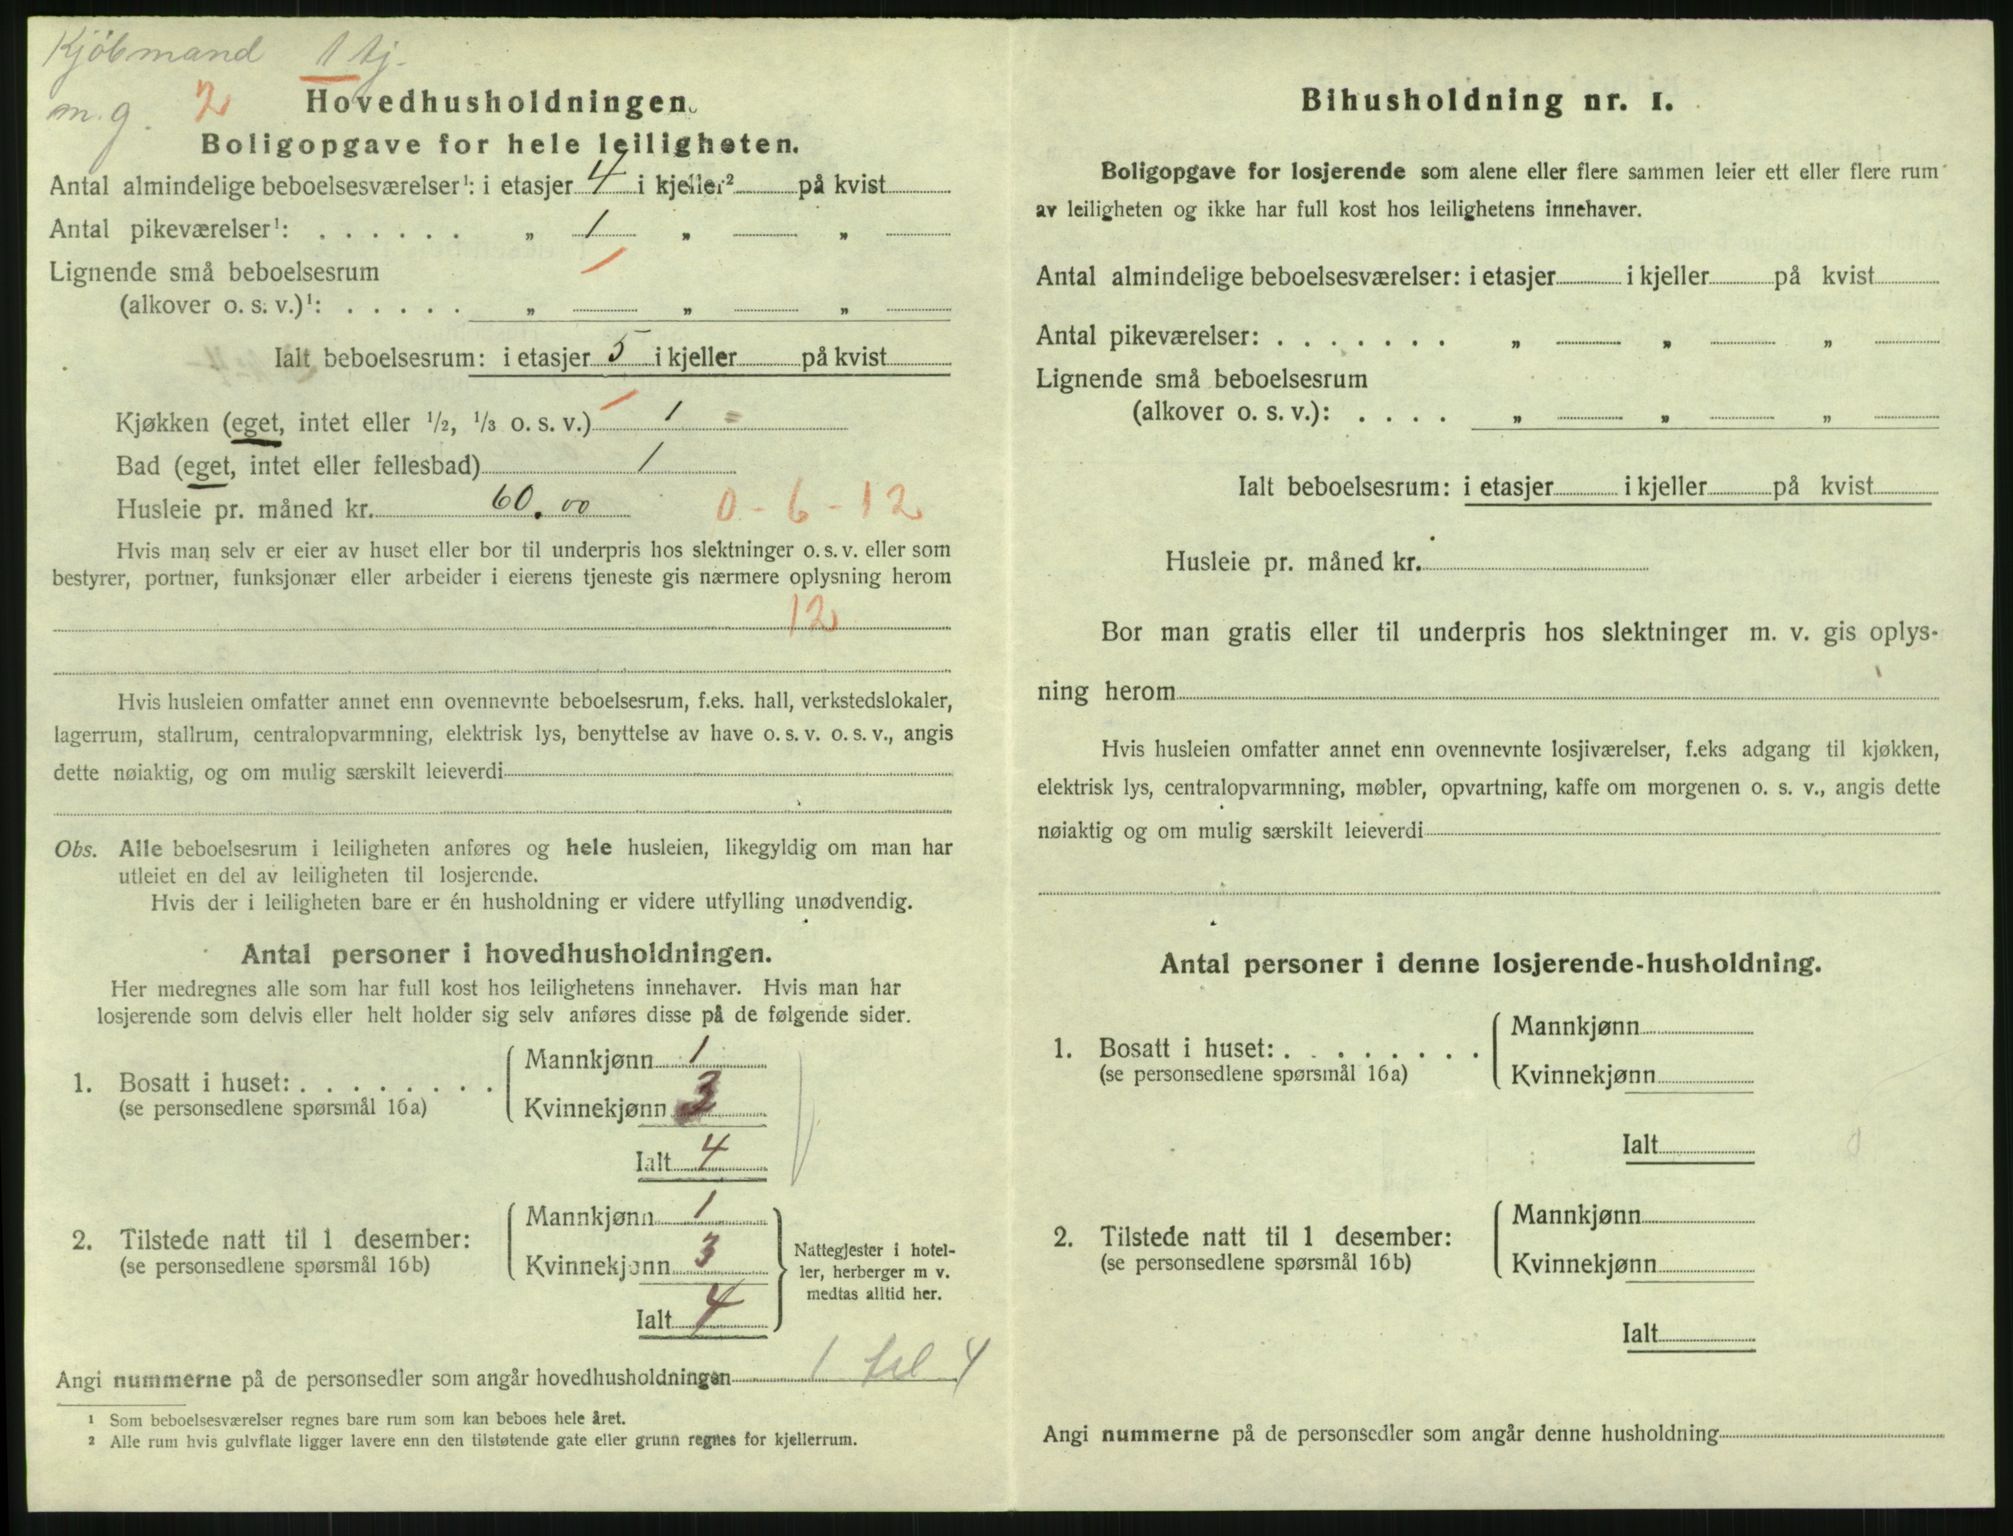 Kjöbmand 1 tj.
m.g. 2
Hovedhusholdningen.
Boligopgave for hele leiligheten.
Antal almindelige beboelsesværelser¹: i etasjer 4 i kjeller² på kvist
Antal pikeværelser¹: . . . . . . „ 1 „ „
Lignende små beboelsesrum
(alkover o. s. v.)¹: . . . . . „ „ „
Ialt beboelsesrum: i etasjer 5 i kjeller på kvist
Kjøkken (eget, intet eller ½, ⅓ o. s. v.) 1
Bad (eget, intet eller fellesbad) 1
Husleie pr. måned kr. 60.00 0-6-12
Hvis man selv er eier av huset eller bor til underpris hos slektninger o. s. v. eller som
bestyrer, portner, funksjonær eller arbeider i eierens tjeneste gis nærmere oplysning herom
12
Hvis husleien omfatter annet enn ovennevnte beboelsesrum, f.eks. hall, verkstedslokaler,
lagerrum, stallrum, centralopvarmning, elektrisk lys, benyttelse av have o. s. v. o. s. v., angis
dette nøiaktig, og om mulig særskilt leieverdi
Obs. Alle beboelsesrum i leiligheten anføres og hele husleien, likegyldig om man har
utleiet en del av leiligheten til losjerende.
Hvis der i leiligheten bare er én husholdning er videre utfylling unødvendig.
Antal personer i hovedhusholdningen.
Her medregnes alle som har full kost hos leilighetens innehaver. Hvis man har
losjerende som delvis eller helt holder sig selv anføres disse på de følgende sider.
1. Bosatt i huset: . . . . . . . .
(se personsedlene spørsmål 16a)
Mannkjønn 1
Kvinnekjønn 3
Ialt 4
2. Tilstede natt til 1 desember:
(se personsedlene spørsmål 16b)
Mannkjønn 1
Kvinnekjønn 3
Ialt 4
Nattegjester i hotel-
ler, herberger m v.
medtas alltid her.
Angi nummerne på de personsedler som angår hovedhusholdningen 1 til 4
¹ Som beboelsesværelser regnes bare rum som kan beboes hele året.
² Alle rum hvis gulvflate ligger lavere enn den tilstøtende gate eller grunn regnes for kjellerrum.
Bihusholdning nr. 1.
Boligopgave for losjerende som alene eller flere sammen leier ett eller flere rum
av leiligheten og ikke har full kost hos leilighetens innehaver.
Antal almindelige beboelsesværelser: i etasjer i kjeller på kvist
Antal pikeværelser: . . . . . . . „ „ „
Lignende små beboelsesrum
(alkover o. s. v.): . . . . „ „ „
Ialt beboelsesrum: i etasjer i kjeller på kvist
Husleie pr. måned kr.
Bor man gratis eller til underpris hos slektninger m. v. gis oplys-
ning herom
Hvis husleien omfatter annet enn ovennevnte losjiværelser, f.eks adgang til kjøkken,
elektrisk lys, centralopvarmning, møbler, opvartning, kaffe om morgenen o. s. v., angis dette
nøiaktig og om mulig særskilt leieverdi
Antal personer i denne losjerende-husholdning.
1. Bosatt i huset: . . . . . . . .
(se personsedlene spørsmål 16a)
Mannkjønn
Kvinnekjønn
Ialt
2. Tilstede natt til 1 desember:
(se personsedlene spørsmål 16b)
Mannkjønn
Kvinnekjønn
Ialt
Angi nummerne på de personsedler som angår denne husholdning